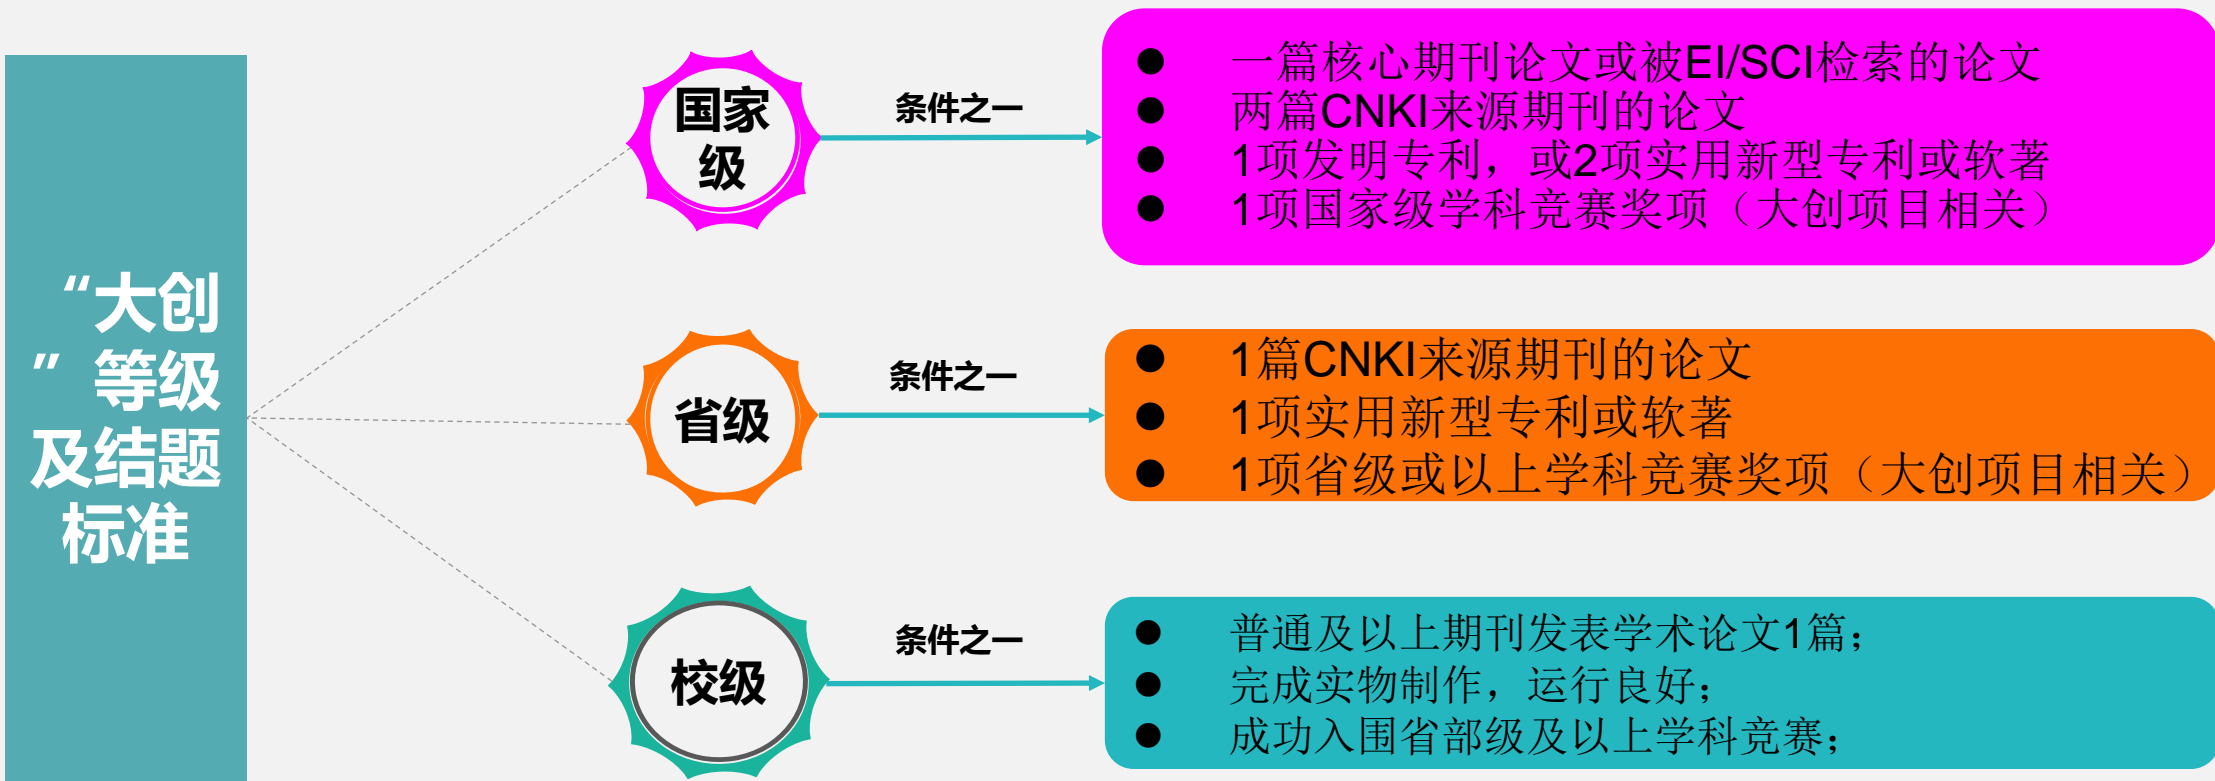 “大创
”等级
及结题
标准
国家
级
条件之一
一篇核心期刊论文或被EI/SCI检索的论文
两篇CNKI来源期刊的论文
1项发明专利，或2项实用新型专利或软著
1项国家级学科竞赛奖项（大创项目相关）
省级
条件之一
1篇CNKI来源期刊的论文
1项实用新型专利或软著
1项省级或以上学科竞赛奖项（大创项目相关）
校级
条件之一
普通及以上期刊发表学术论文1篇；
完成实物制作，运行良好；
成功入围省部级及以上学科竞赛；